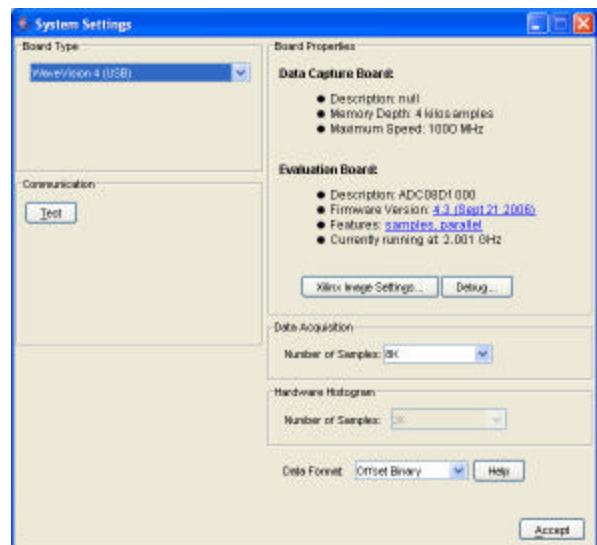 System Settings
Board Type
WaveVision 4 (USB)
Communication
Test
Board Properties
Data Capture Board:
Description: null
Memory Depth: 4 kilosamples
Maximum Speed: 1000 MHz
Evaluation Board:
Description: ADC08D1000
Firmware Version: 4.3 (Sept 21 2006)
Features: samples, parallel
Currently running at 2.001 GHz
Xilinx Image Settings...
Debug...
Data Acquisition
Number of Samples: 8K
Hardware Histogram
Number of Samples:
Data Format: Offset Binary
Help
Accept